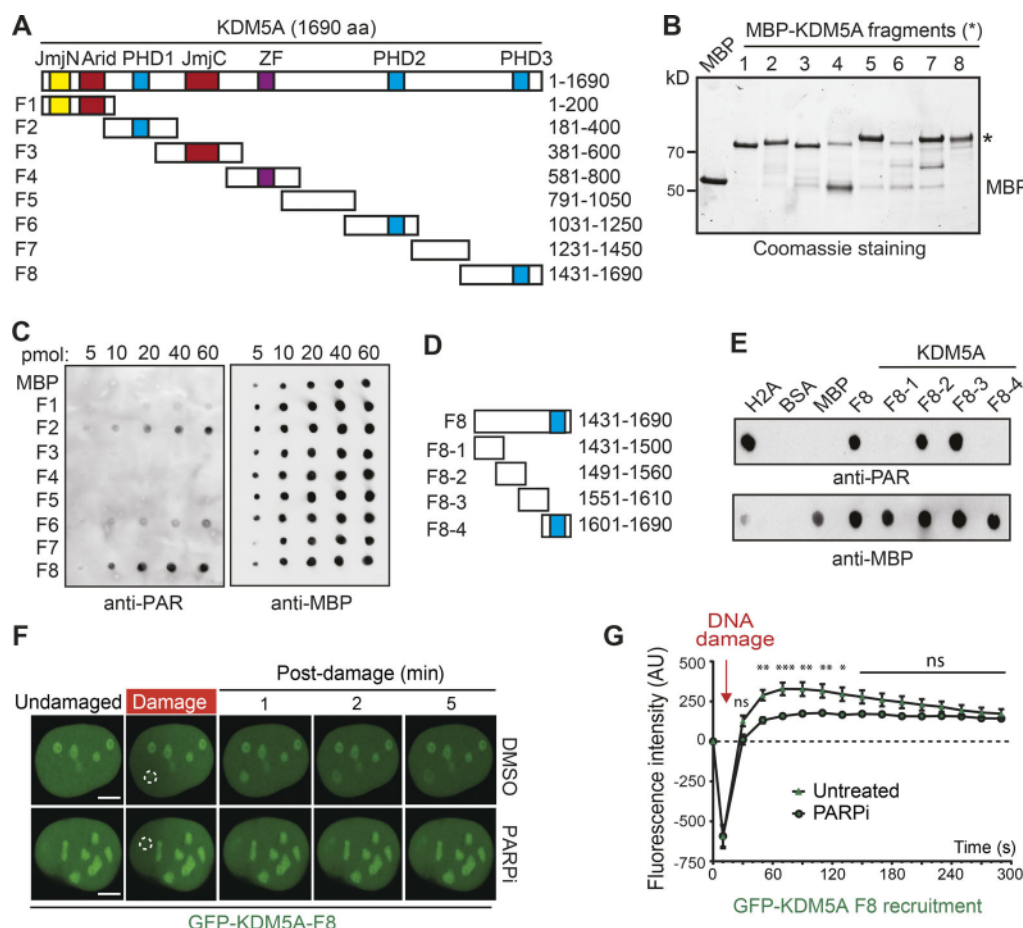 A
KDM5A (1690 aa)
JmjN Arid PHD1 JmjC ZF PHD2 PHD3
1-1690
F1 1-200
F2 181-400
F3 381-600
F4 581-800
F5 791-1050
F6 1031-1250
F7 1231-1450
F8 1431-1690
B
MBP-KDM5A fragments (*)
MBP 1 2 3 4 5 6 7 8
kD
70
50
*
MBP
Coomassie staining
C
pmol: 5 10 20 40 60 5 10 20 40 60
MBP
F1
F2
F3
F4
F5
F6
F7
F8
anti-PAR anti-MBP
D
F8 1431-1690
F8-1 1431-1500
F8-2 1491-1560
F8-3 1551-1610
F8-4 1601-1690
E
KDM5A
H2A BSA MBP F8 F8-1 F8-2 F8-3 F8-4
anti-PAR
anti-MBP
F
Post-damage (min)
Undamaged Damage 1 2 5
DMSO
PARPi
GFP-KDM5A-F8
G
DNA
damage
Fluorescence intensity (AU)
500
250
0
-250
-500
-750
ns ** *** ** ** * ns
Untreated
PARPi
Time (s)
0 60 120 180 240 300
GFP-KDM5A F8 recruitment